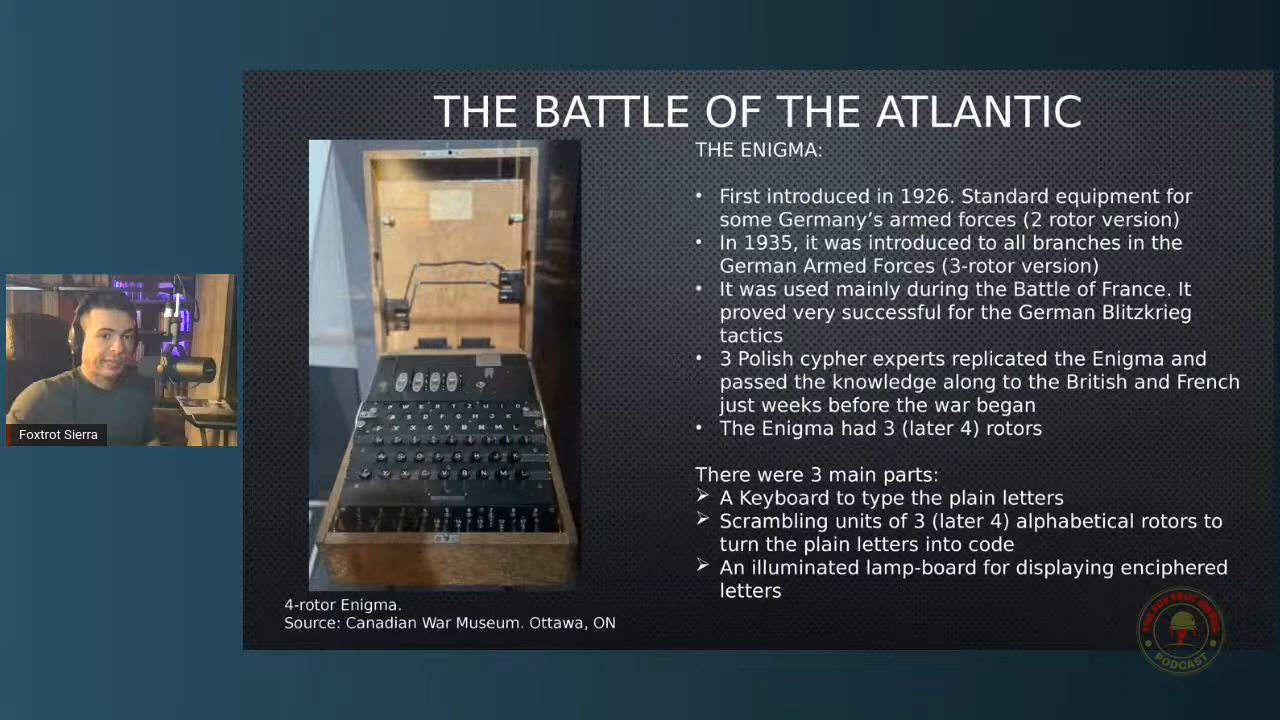 THE BATTLE OF THE ATLANTIC
THE ENIGMA:
• First introduced in 1926. Standard equipment for
some Germany’s armed forces (2 rotor version)
• In 1935, it was introduced to all branches in the
German Armed Forces (3-rotor version)
• It was used mainly during the Battle of France. It
proved very successful for the German Blitzkrieg
tactics
• 3 Polish cypher experts replicated the Enigma and
passed the knowledge along to the British and French
just weeks before the war began
• The Enigma had 3 (later 4) rotors
There were 3 main parts:
➢ A Keyboard to type the plain letters
➢ Scrambling units of 3 (later 4) alphabetical rotors to
turn the plain letters into code
➢ An illuminated lamp-board for displaying enciphered
letters
4-rotor Enigma.
Source: Canadian War Museum. Ottawa, ON
Foxtrot Sierra
THE FOXTROT SIERRA
PODCAST